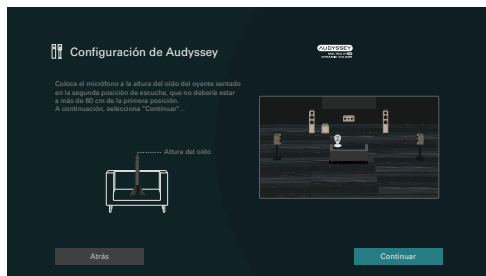 Configuración de Audyssey
AUDYSSEY
Coloca el micrófono a la altura del oído del oyente sentado
en la segunda posición de escucha, que no debería estar
a más de 60 cm de la primera posición.
A continuación, selecciona "Continuar"...
Altura del oído
Atrás
Continuar